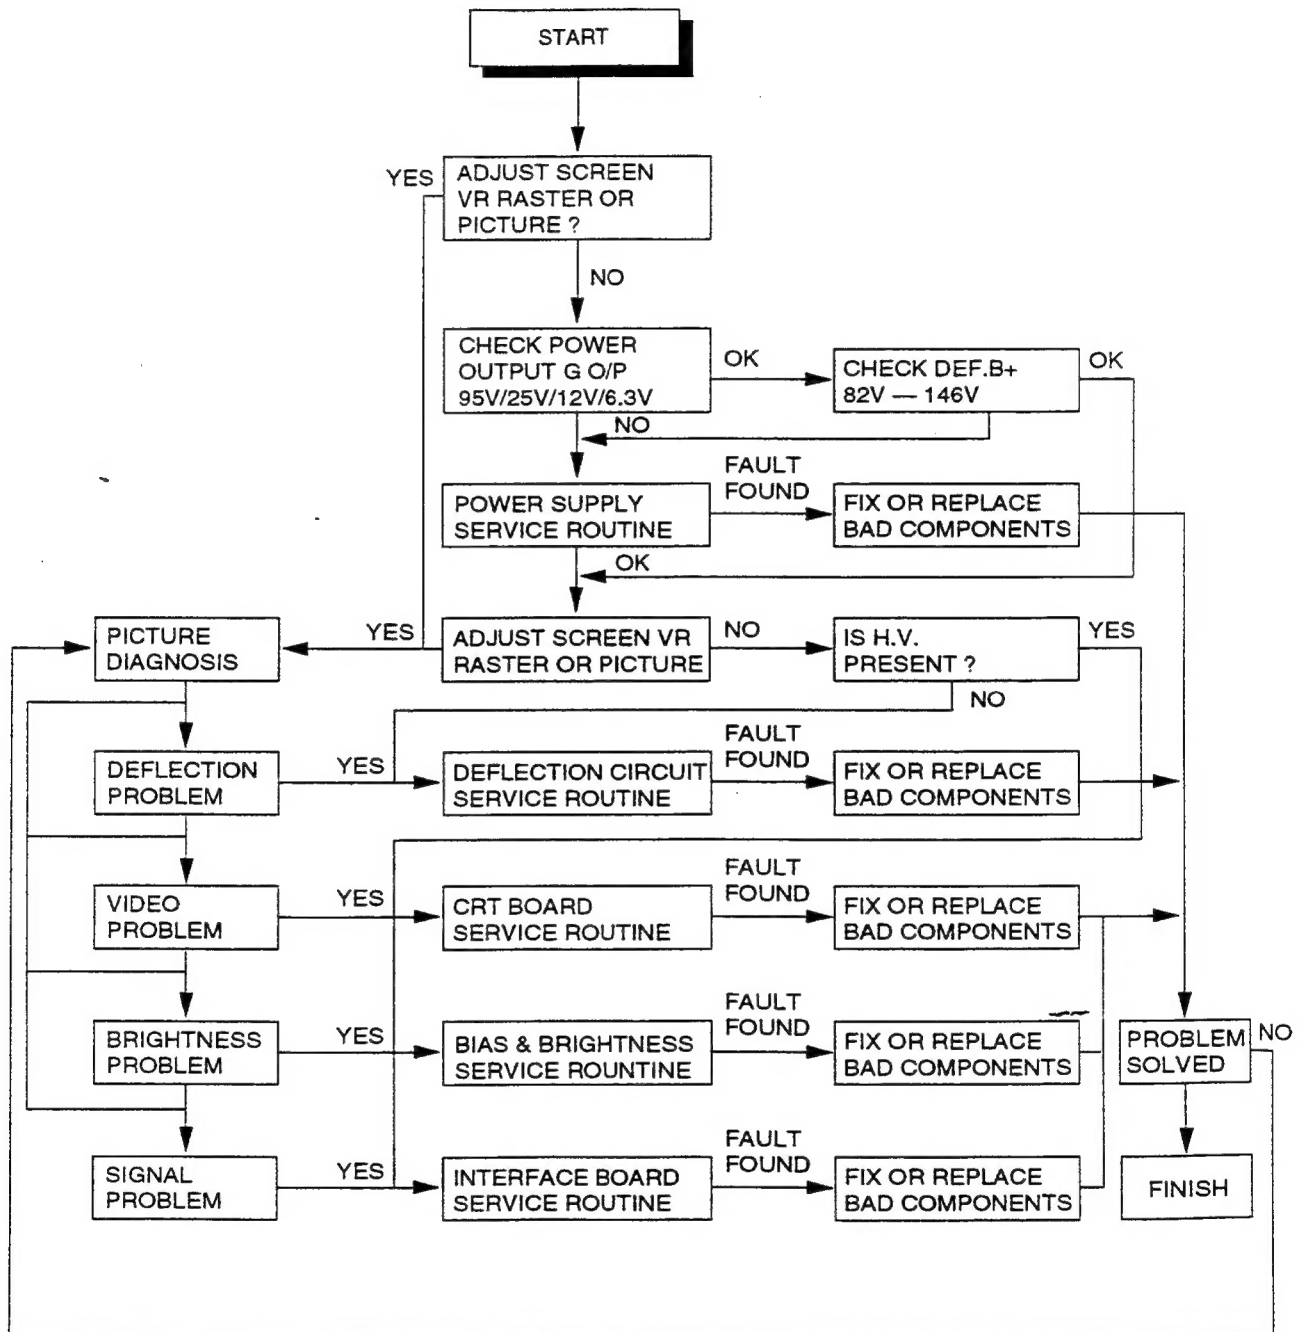 START
YES
ADJUST SCREEN
VR RASTER OR
PICTURE ?
NO
CHECK POWER
OUTPUT G O/P
95V/25V/12V/6.3V
OK
CHECK DEF.B+
82V — 146V
OK
NO
POWER SUPPLY
SERVICE ROUTINE
FAULT
FOUND
FIX OR REPLACE
BAD COMPONENTS
OK
PICTURE
DIAGNOSIS
YES
ADJUST SCREEN VR
RASTER OR PICTURE
NO
IS H.V.
PRESENT ?
YES
NO
DEFLECTION
PROBLEM
YES
DEFLECTION CIRCUIT
SERVICE ROUTINE
FAULT
FOUND
FIX OR REPLACE
BAD COMPONENTS
VIDEO
PROBLEM
YES
CRT BOARD
SERVICE ROUTINE
FAULT
FOUND
FIX OR REPLACE
BAD COMPONENTS
BRIGHTNESS
PROBLEM
YES
BIAS & BRIGHTNESS
SERVICE ROUNTINE
FAULT
FOUND
FIX OR REPLACE
BAD COMPONENTS
PROBLEM
SOLVED
NO
SIGNAL
PROBLEM
YES
INTERFACE BOARD
SERVICE ROUTINE
FAULT
FOUND
FIX OR REPLACE
BAD COMPONENTS
FINISH